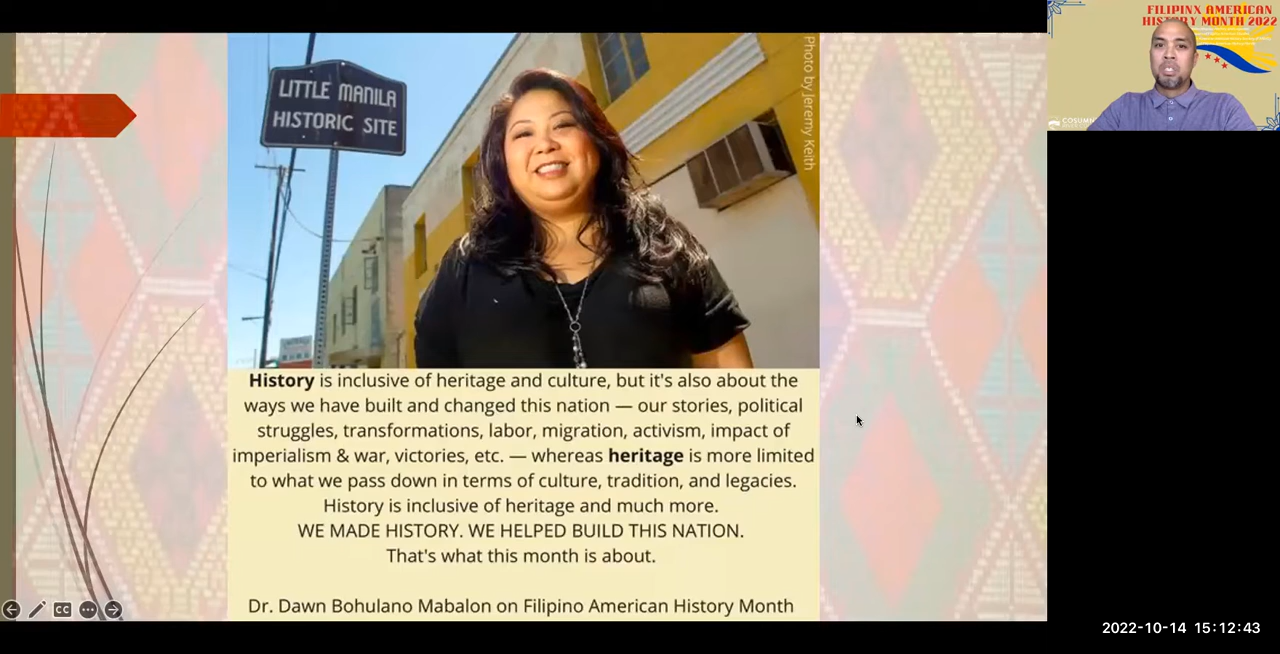 LITTLE MANILA
HISTORIC SITE
Photo by Jeremy Keith
History is inclusive of heritage and culture, but it's also about the
ways we have built and changed this nation — our stories, political
struggles, transformations, labor, migration, activism, impact of
imperialism & war, victories, etc. — whereas heritage is more limited
to what we pass down in terms of culture, tradition, and legacies.
History is inclusive of heritage and much more.
WE MADE HISTORY. WE HELPED BUILD THIS NATION.
That's what this month is about.
Dr. Dawn Bohulano Mabalon on Filipino American History Month
CC
FILIPINX AMERICAN
HISTORY MONTH 2022
2022-10-14 15:12:43